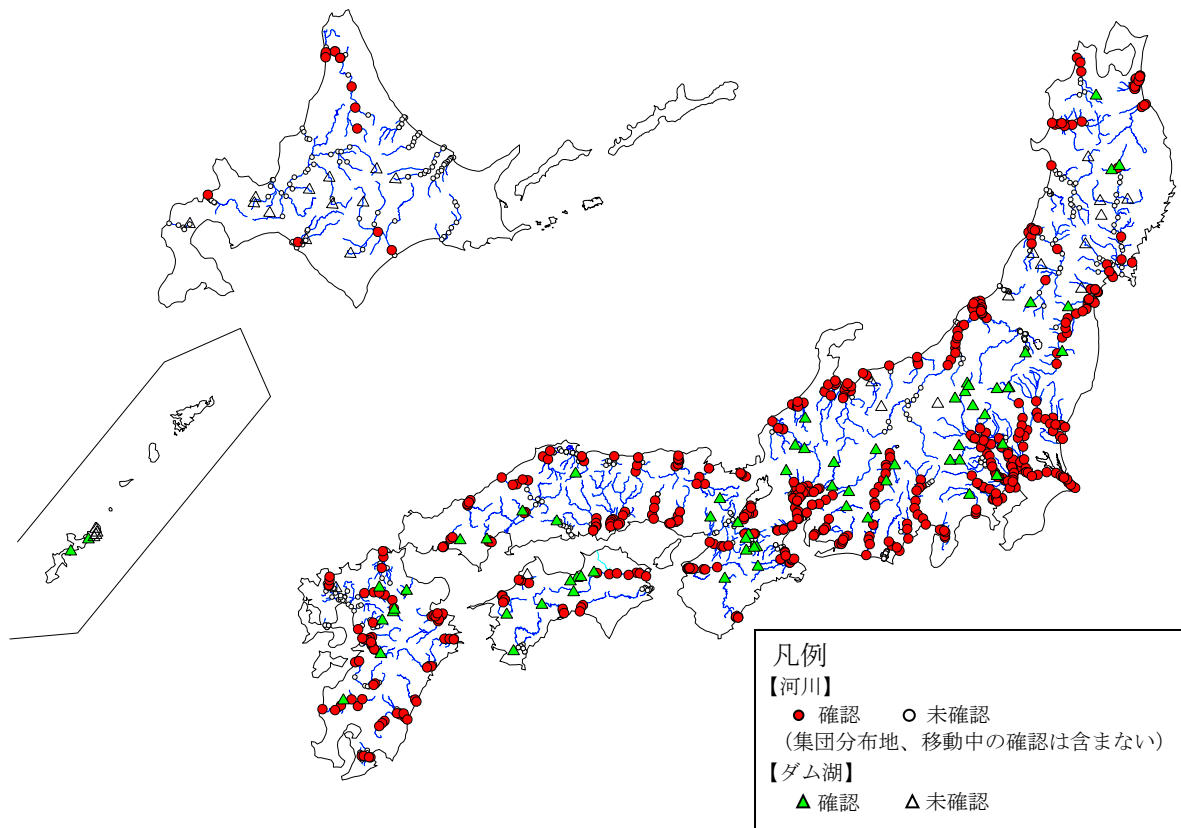 凡例
【河川】
確認 未確認
（集団分布地、移動中の確認は含まない）
【ダム湖】
確認 未確認